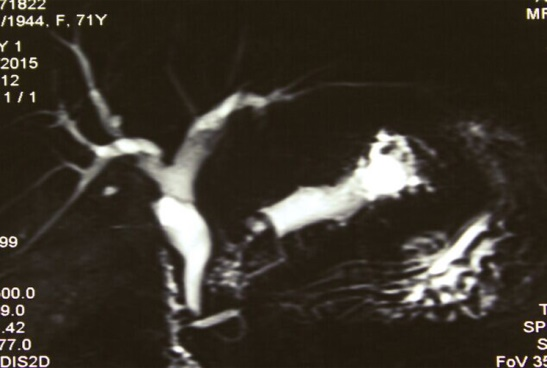 71822
/1944, F, 71Y
Y 1
2015
12
1 / 1
99
00.0
9.0
.42
77.0
DIS2D
MF
T
SP
S
FoV 35